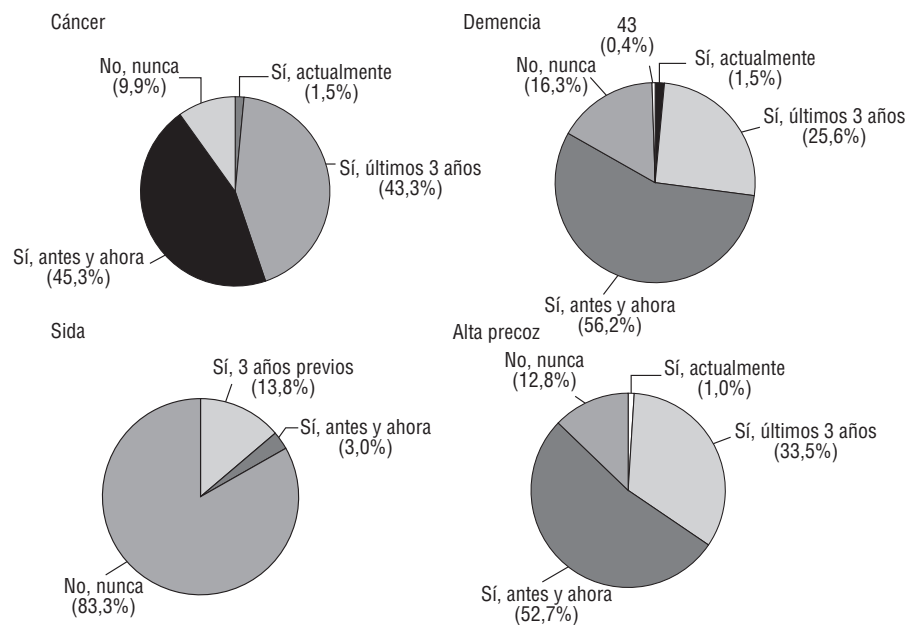 Cáncer
No, nunca
(9,9%)
Sí, actualmente
(1,5%)
Sí, últimos 3 años
(43,3%)
Sí, antes y ahora
(45,3%)
Demencia
43
(0,4%)
No, nunca
(16,3%)
Sí, actualmente
(1,5%)
Sí, últimos 3 años
(25,6%)
Sí, antes y ahora
(56,2%)
Sida
Sí, 3 años previos
(13,8%)
Sí, antes y ahora
(3,0%)
No, nunca
(83,3%)
Alta precoz
No, nunca
(12,8%)
Sí, actualmente
(1,0%)
Sí, últimos 3 años
(33,5%)
Sí, antes y ahora
(52,7%)